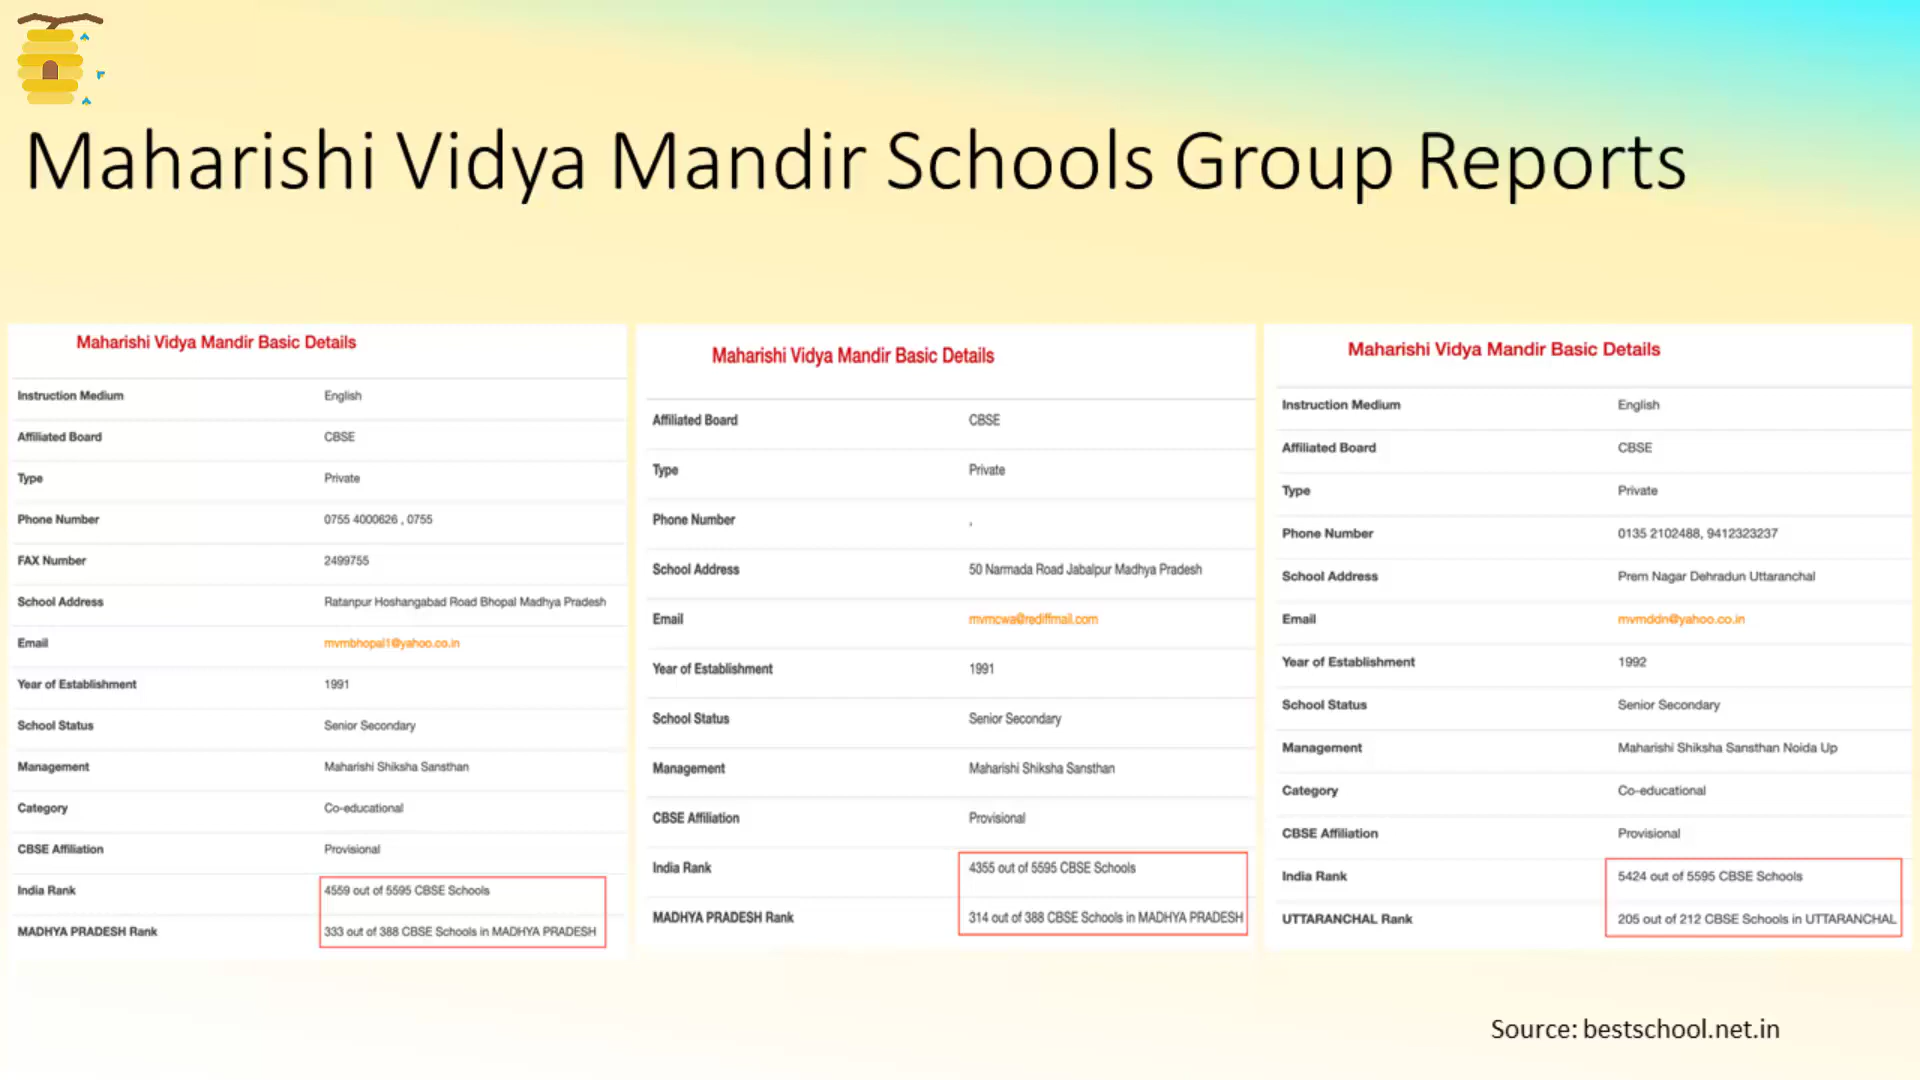 Maharishi Vidya Mandir Schools Group Reports
Maharishi Vidya Mandir Basic Details
Instruction Medium English
Affiliated Board CBSE
Type Private
Phone Number 0755 4000626 , 0755
FAX Number 2499755
School Address Ratanpur Hoshangabad Road Bhopal Madhya Pradesh
Email mvmbhopal1@yahoo.co.in
Year of Establishment 1991
School Status Senior Secondary
Management Maharishi Shiksha Sansthan
Category Co-educational
CBSE Affiliation Provisional
India Rank 4559 out of 5595 CBSE Schools
MADHYA PRADESH Rank 333 out of 388 CBSE Schools in MADHYA PRADESH
Maharishi Vidya Mandir Basic Details
Affiliated Board CBSE
Type Private
Phone Number ,
School Address 50 Narmada Road Jabalpur Madhya Pradesh
Email mvmcwa@rediffmail.com
Year of Establishment 1991
School Status Senior Secondary
Management Maharishi Shiksha Sansthan
CBSE Affiliation Provisional
India Rank 4355 out of 5595 CBSE Schools
MADHYA PRADESH Rank 314 out of 388 CBSE Schools in MADHYA PRADESH
Maharishi Vidya Mandir Basic Details
Instruction Medium English
Affiliated Board CBSE
Type Private
Phone Number 0135 2102488, 9412323237
School Address Prem Nagar Dehradun Uttaranchal
Email mvmddn@yahoo.co.in
Year of Establishment 1992
School Status Senior Secondary
Management Maharishi Shiksha Sansthan Noida Up
Category Co-educational
CBSE Affiliation Provisional
India Rank 5424 out of 5595 CBSE Schools
UTTARANCHAL Rank 205 out of 212 CBSE Schools in UTTARANCHAL
Source: bestschool.net.in